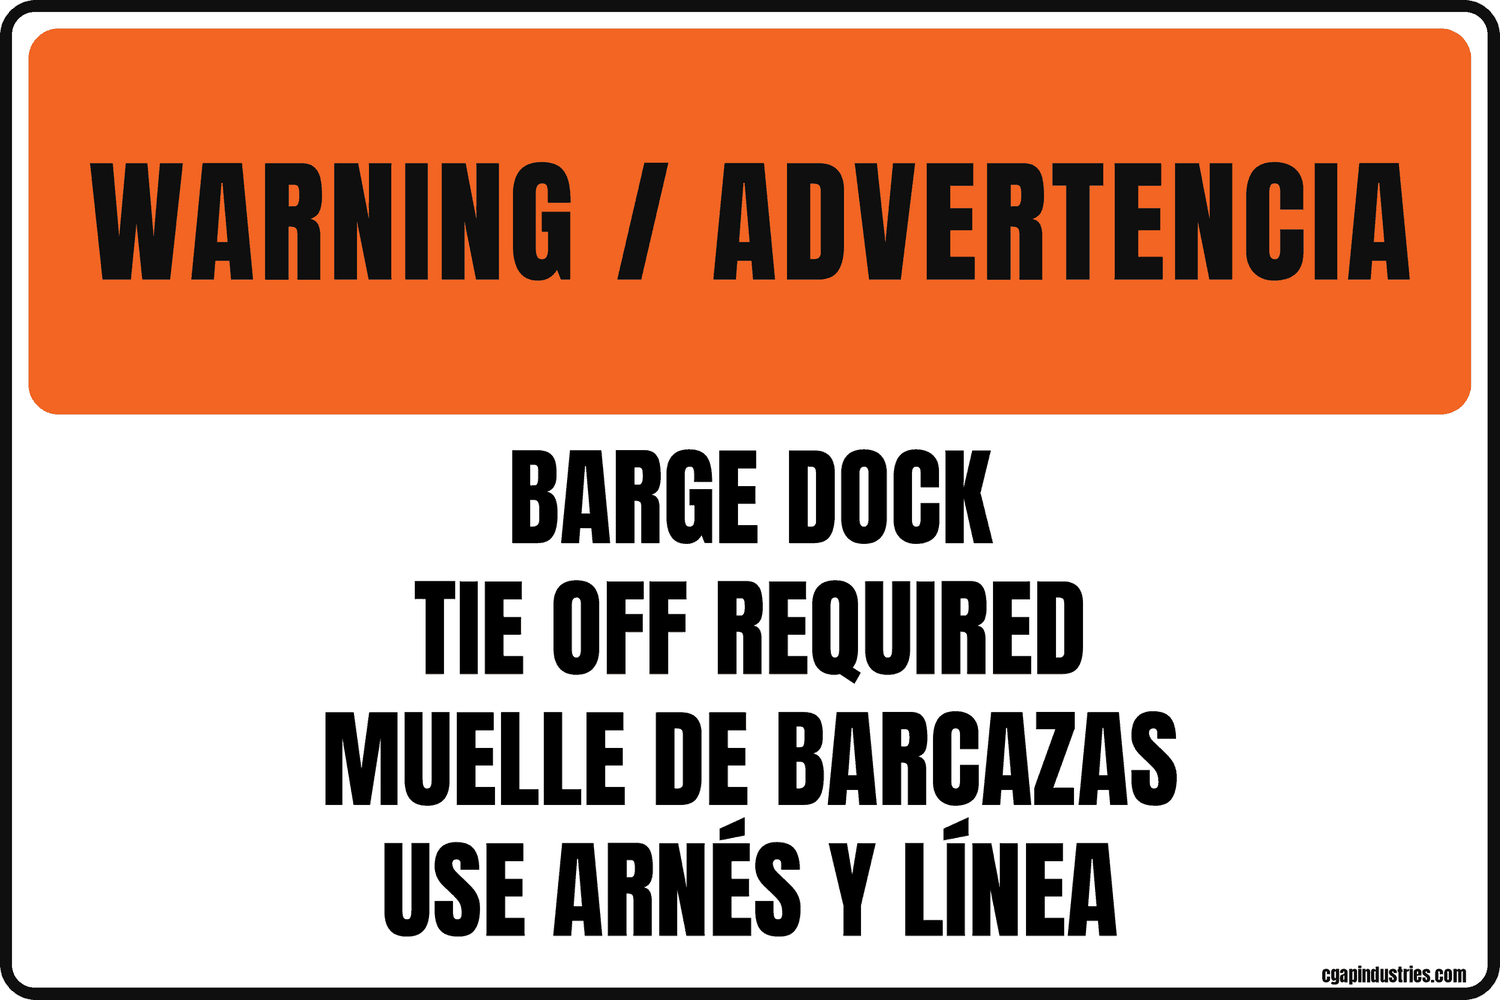 WARNING / ADVERTENCIA
BARGE DOCK
TIE OFF REQUIRED
MUELLE DE BARCAZAS
USE ARNÉS Y LÍNEA
cgapindustries.com